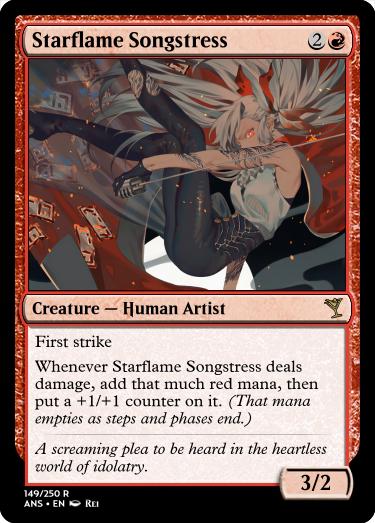 Starflame Songstress 2
Creature — Human Artist
First strike
Whenever Starflame Songstress deals
damage, add that much red mana, then
put a +1/+1 counter on it. (That mana
empties as steps and phases end.)
A screaming plea to be heard in the heartless
world of idolatry.
3/2
149/250 R
ANS • EN Rei